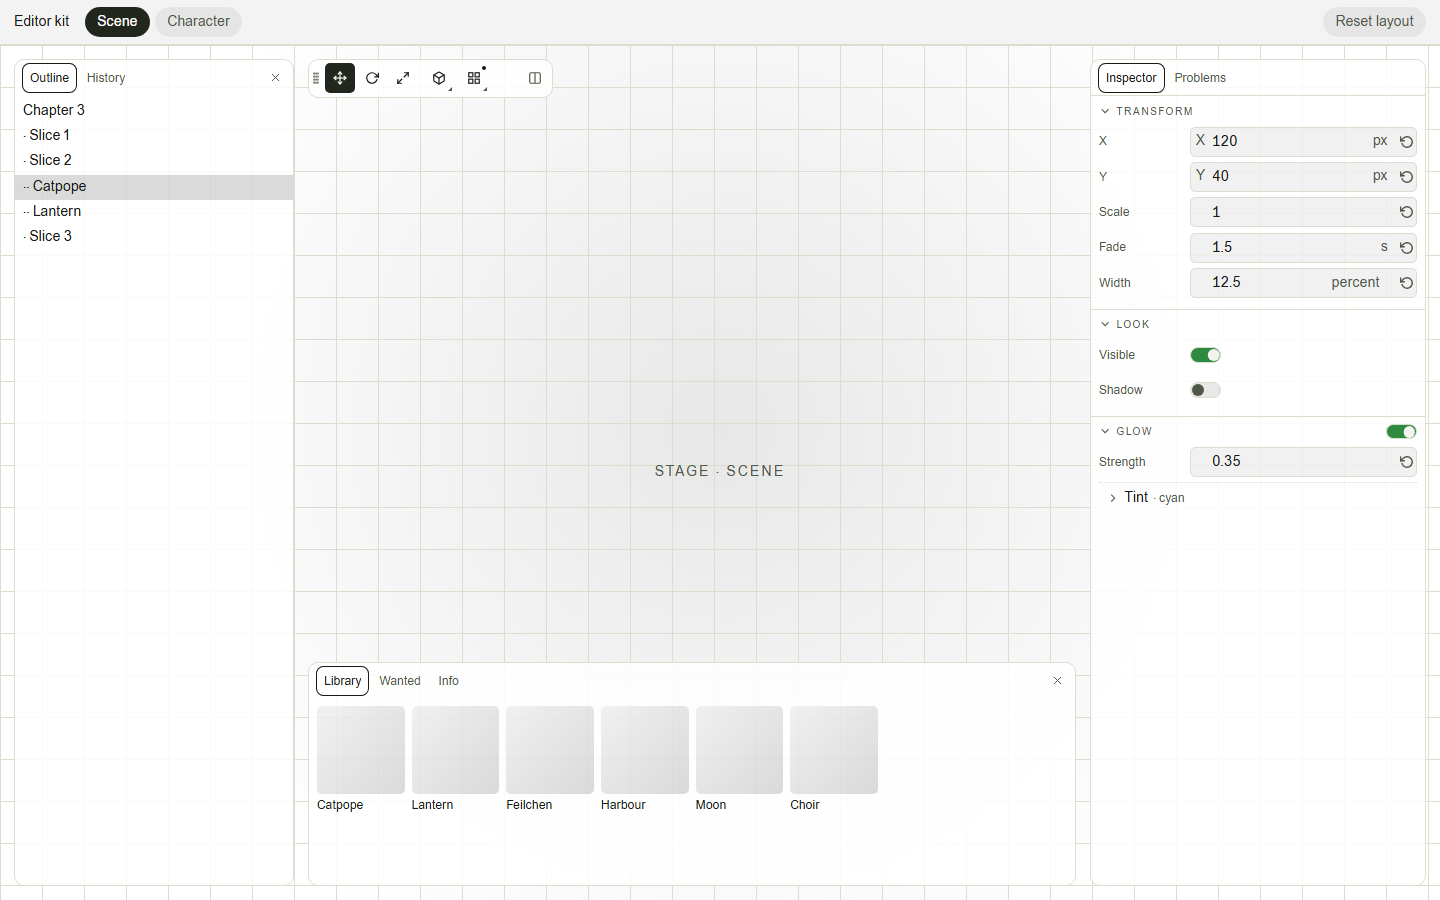 Editor kit Scene Character Reset layout
Outline History
Chapter 3
· Slice 1
· Slice 2
·· Catpope
·· Lantern
· Slice 3
STAGE · SCENE
Library Wanted Info
Catpope Lantern Feilchen Harbour Moon Choir
Inspector Problems
TRANSFORM
X X 120 px
Y Y 40 px
Scale 1
Fade 1.5 s
Width 12.5 percent
LOOK
Visible
Shadow
GLOW
Strength 0.35
Tint · cyan